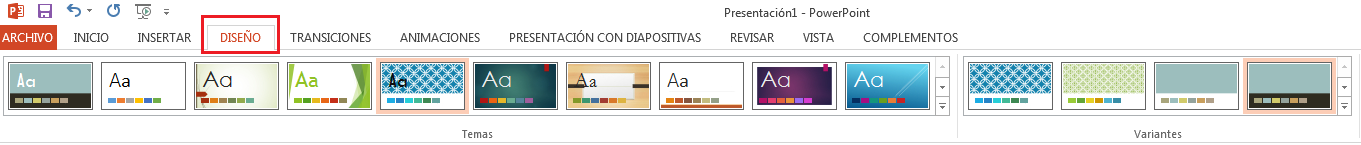 Presentación1 - PowerPoint
ARCHIVO INICIO INSERTAR DISEÑO TRANSICIONES ANIMACIONES PRESENTACIÓN CON DIAPOSITIVAS REVISAR VISTA COMPLEMENTOS
Aa Aa Aa Aa Aa Aa Aa Aa Aa Aa
Temas Variantes